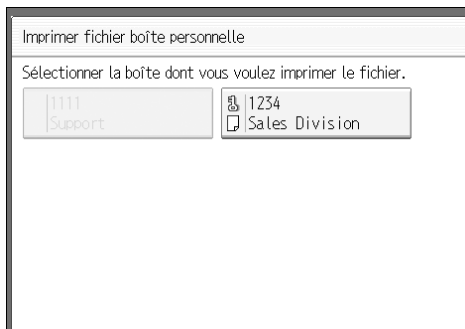 Imprimer fichier boîte personnelle
Sélectionner la boîte dont vous voulez imprimer le fichier.
1111
Support
1234
Sales Division